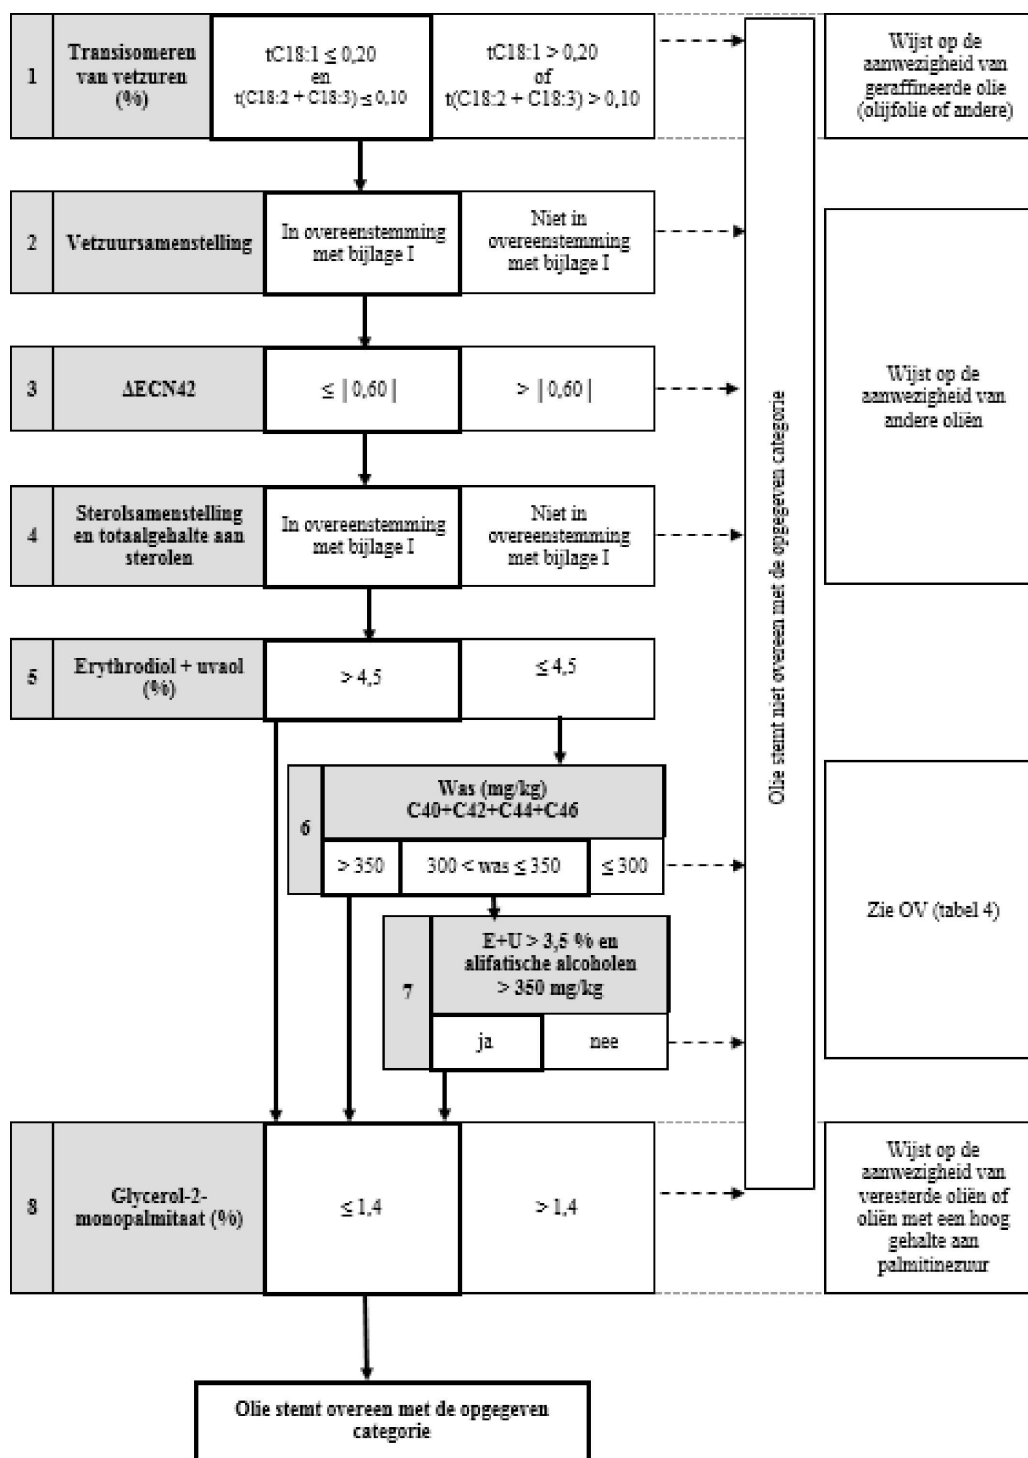 1
Transisomeren
van vetzuren
(%)
tC18:1 ≤ 0,20
en
t(C18:2 + C18:3) ≤ 0,10
tC18:1 > 0,20
of
t(C18:2 + C18:3) > 0,10
Wijst op de
aanwezigheid van
geraffineerde olie
(olijfolie of andere)
2
Vetzuursamenstelling
In overeenstemming
met bijlage I
Niet in
overeenstemming
met bijlage I
3
ΔECN42
≤ | 0,60 |
> | 0,60 |
Wijst op de
aanwezigheid van
andere oliën
4
Sterolsamenstelling
en totaalgehalte aan
sterolen
In overeenstemming
met bijlage I
Niet in
overeenstemming
met bijlage I
Olie stemt niet overeen met de opgegeven categorie
5
Erythrodiol + uvaol
(%)
> 4,5
≤ 4,5
6
Was (mg/kg)
C40+C42+C44+C46
> 350
300 < was ≤ 350
≤ 300
Zie OV (tabel 4)
7
E+U > 3,5 % en
alifatische alcoholen
> 350 mg/kg
ja
nee
8
Glycerol-2-
monopalmitaat (%)
≤ 1,4
> 1,4
Wijst op de
aanwezigheid van
veresterde oliën of
oliën met een hoog
gehalte aan
palmitinezuur
Olie stemt overeen met de opgegeven
categorie